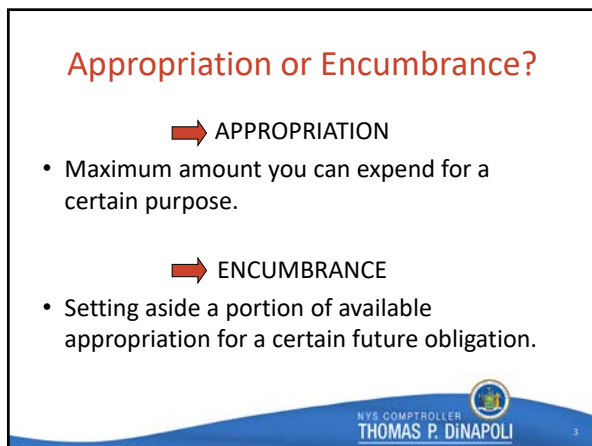 Appropriation or Encumbrance?
APPROPRIATION
• Maximum amount you can expend for a
certain purpose.
ENCUMBRANCE
• Setting aside a portion of available
appropriation for a certain future obligation.
NYS COMPTROLLER
THOMAS P. DiNAPOLI
3